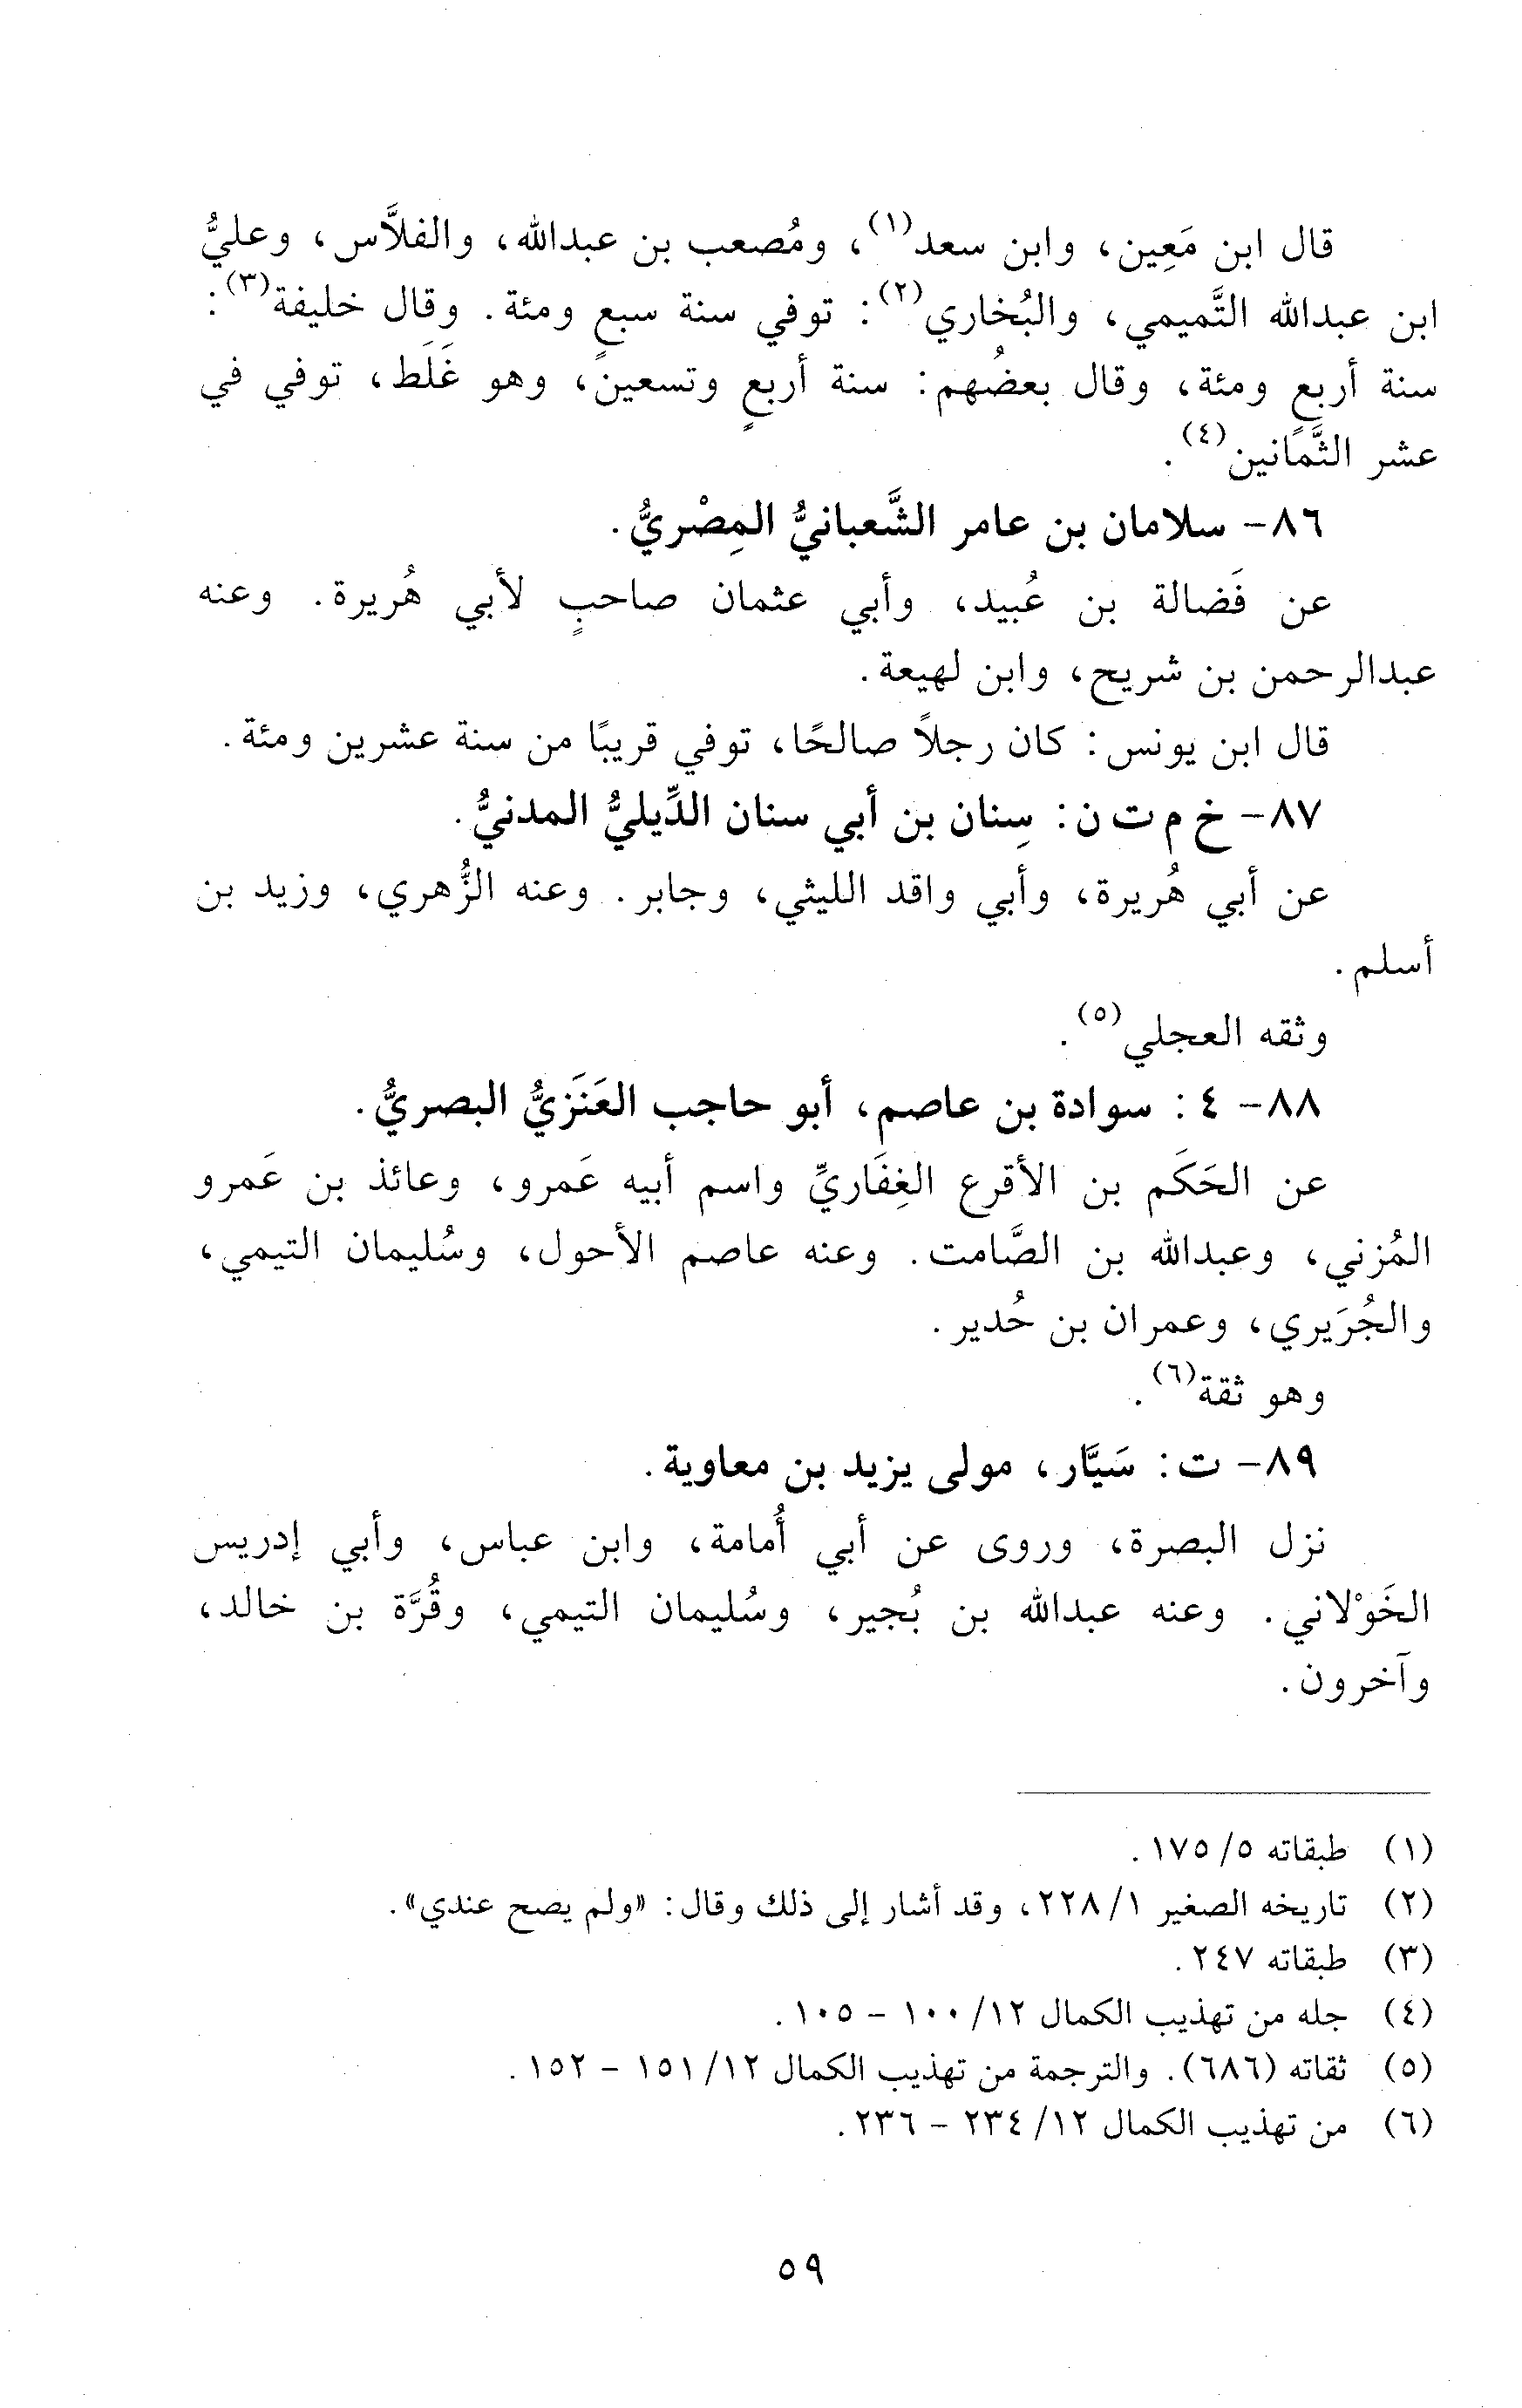 قال ابن مَعِين، وابن سعد(١)، ومُصعب بن عبدالله، والفلاَّس، وعليُّ
ابن عبدالله التَّميمي، والبُخاري(٢): توفي سنة سبعٍ ومئة. وقال خليفة(٣):
سنة أربعٍ ومئة، وقال بعضُهم: سنة أربعٍ وتسعين، وهو غَلَط، توفي في
عشر الثَّمانين(٤).
٨٦- سلامان بن عامر الشَّعبانيُّ المِصْريُّ.
عن فَضالة بن عُبيد، وأبي عثمان صاحبٍ لأبي هُريرة. وعنه
عبدالرحمن بن شريح، وابن لهيعة.
قال ابن يونس: كان رجلاً صالحًا، توفي قريبًا من سنة عشرين ومئة.
٨٧- خ م ت ن: سِنان بن أبي سنان الدِّيليُّ المدنيُّ.
عن أبي هُريرة، وأبي واقد الليثي، وجابر. وعنه الزُّهري، وزيد بن
أسلم.
وثقه العجلي(٥).
٨٨- ٤: سوادة بن عاصم، أبو حاجب العَنَزيُّ البصريُّ.
عن الحَكَم بن الأقرع الغِفَاريِّ واسم أبيه عَمرو، وعائذ بن عَمرو
المُزني، وعبدالله بن الصَّامت. وعنه عاصم الأحول، وسُليمان التيمي،
والجُرَيري، وعمران بن حُدير.
وهو ثقة(٦).
٨٩- ت: سَيَّار، مولى يزيد بن معاوية.
نزل البصرة، وروى عن أبي أُمامة، وابن عباس، وأبي إدريس
الخَوْلاني. وعنه عبدالله بن بُجير، وسُليمان التيمي، وقُرَّة بن خالد،
وآخرون.
(١) طبقاته ٥/ ١٧٥.
(٢) تاريخه الصغير ١/ ٢٢٨، وقد أشار إلى ذلك وقال: «ولم يصح عندي».
(٣) طبقاته ٢٤٧.
(٤) جله من تهذيب الكمال ١٢/ ١٠٠ - ١٠٥.
(٥) ثقاته (٦٨٦). والترجمة من تهذيب الكمال ١٢/ ١٥١ - ١٥٢.
(٦) من تهذيب الكمال ١٢/ ٢٣٤ - ٢٣٦.
٥٩